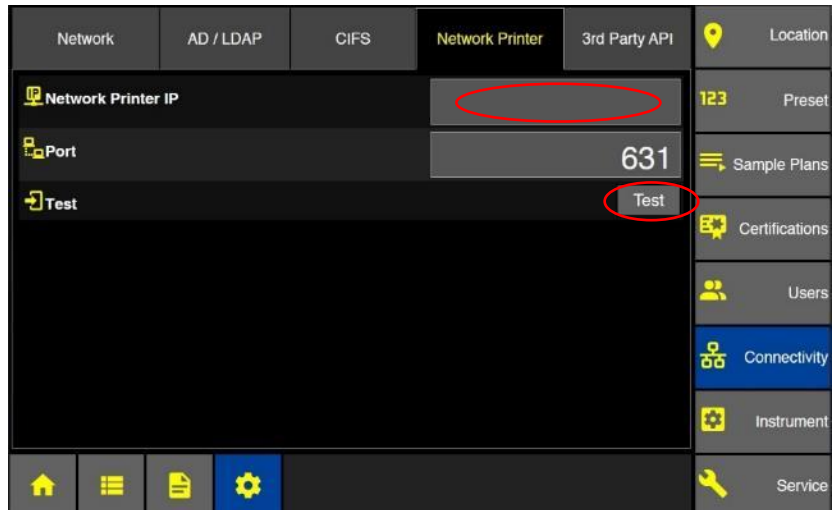 Network
AD / LDAP
CIFS
Network Printer
3rd Party API
Location
IP
Network Printer IP
123
Preset
Port
631
Sample Plans
Test
Test
Certifications
Users
Connectivity
Instrument
Service